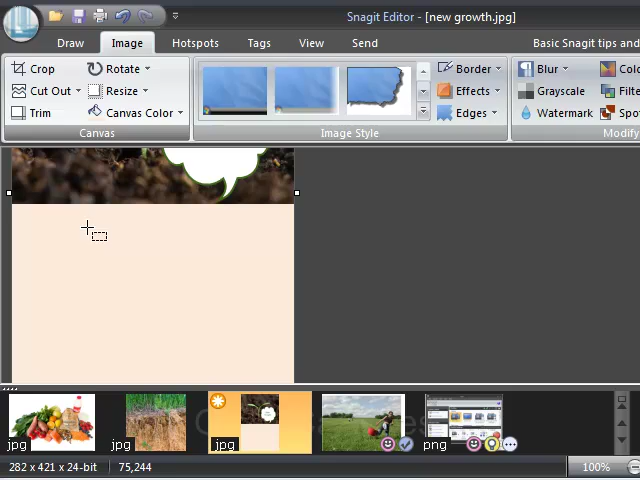 Snagit Editor - [new growth.jpg]
Draw Image Hotspots Tags View Send Basic Snagit tips and
Crop Rotate Border Blur
Cut Out Resize Effects Grayscale
Trim Canvas Color Edges Watermark
Canvas Image Style Modify
jpg jpg jpg png
282 x 421 x 24-bit 75,244 100%